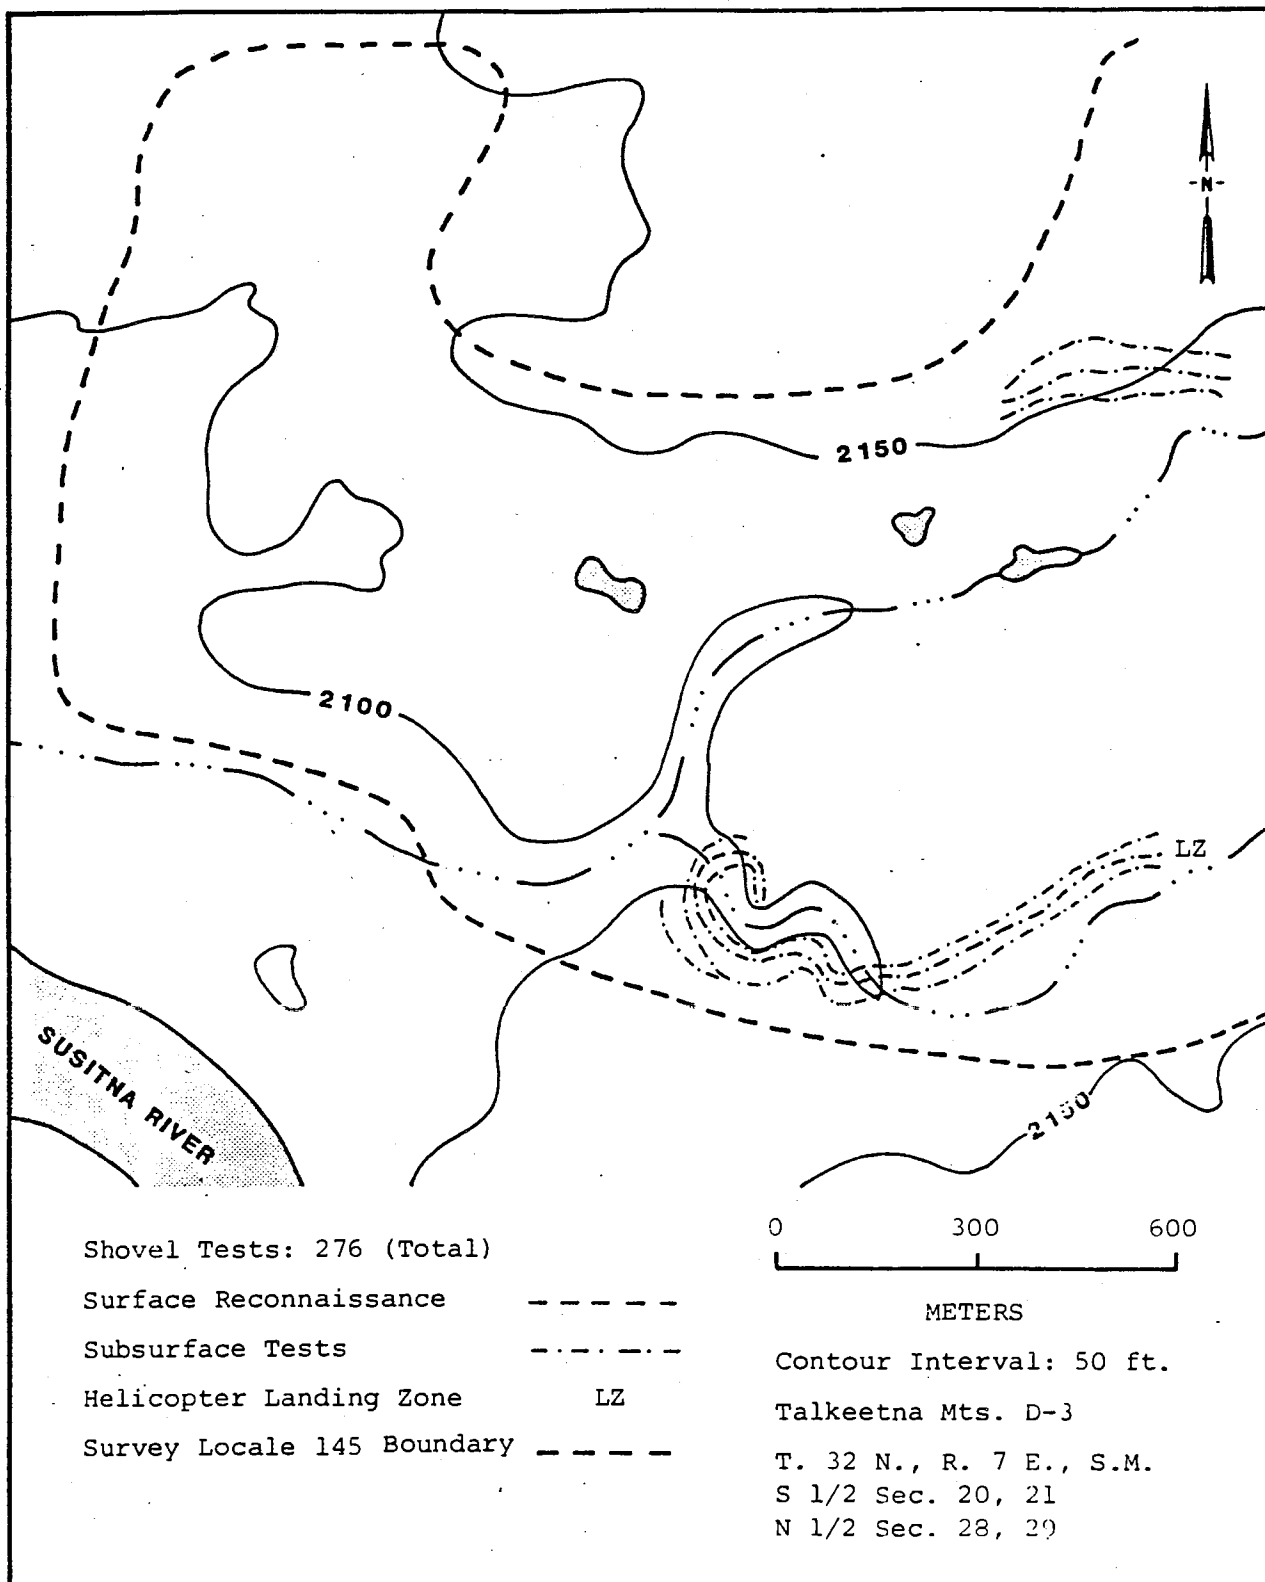 -N-
2150
2100
LZ
SUSITNA RIVER
2150
Shovel Tests: 276 (Total)
Surface Reconnaissance
Subsurface Tests
Helicopter Landing Zone LZ
Survey Locale 145 Boundary
0 300 600
METERS
Contour Interval: 50 ft.
Talkeetna Mts. D-3
T. 32 N., R. 7 E., S.M.
S 1/2 Sec. 20, 21
N 1/2 Sec. 28, 29